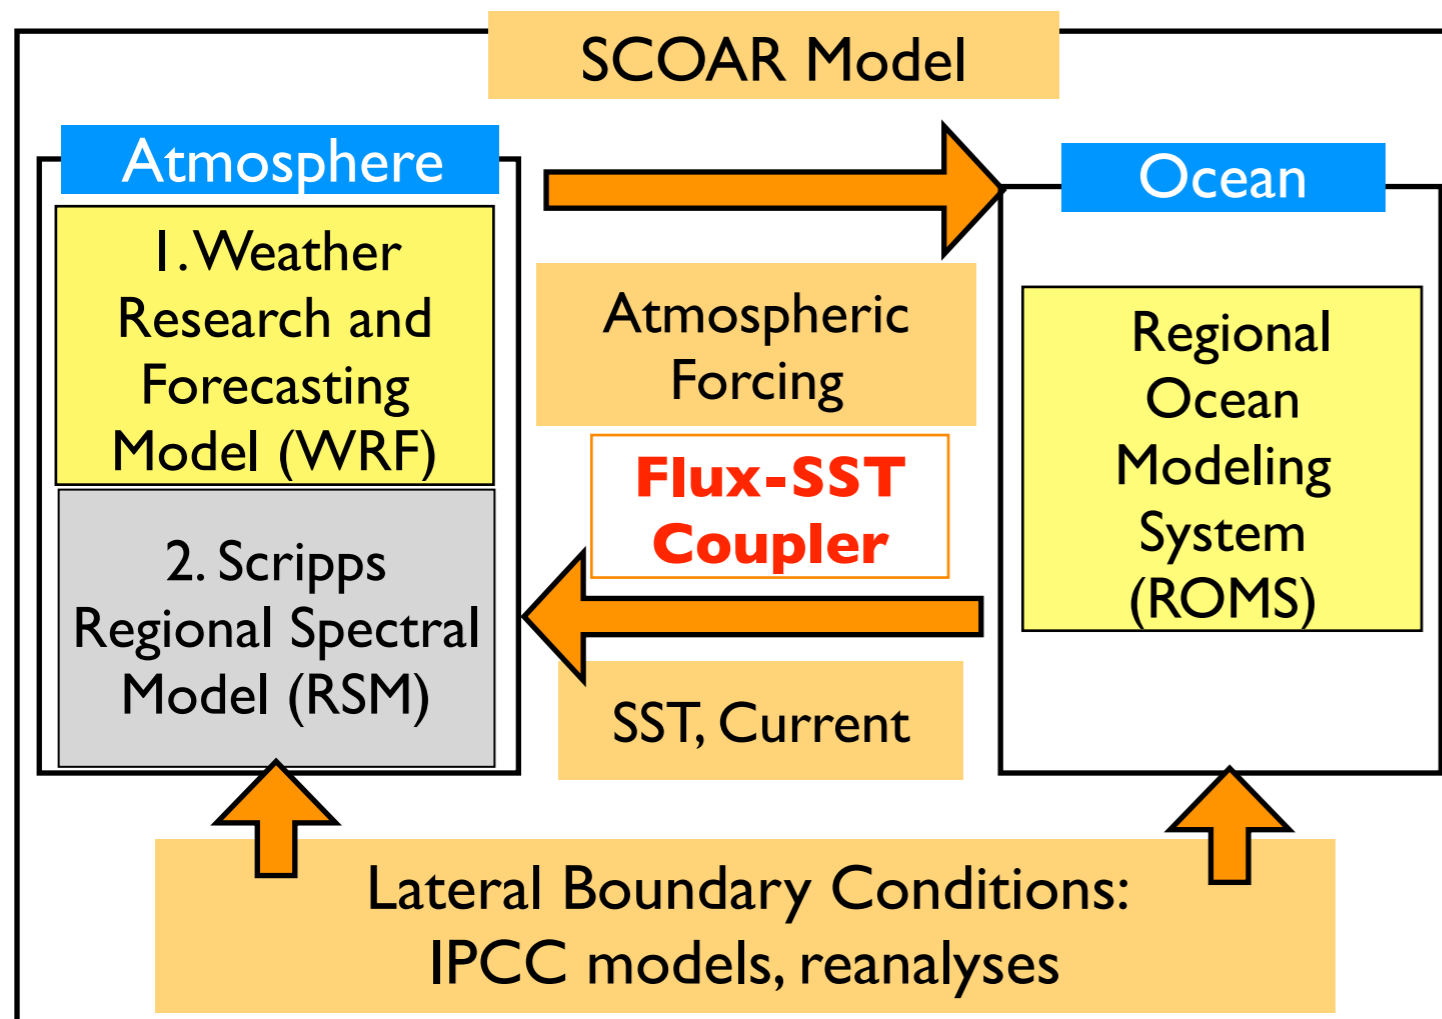 SCOAR Model
Atmosphere
1. Weather
Research and
Forecasting
Model (WRF)
2. Scripps
Regional Spectral
Model (RSM)
Atmospheric
Forcing
Flux-SST
Coupler
SST, Current
Ocean
Regional
Ocean
Modeling
System
(ROMS)
Lateral Boundary Conditions:
IPCC models, reanalyses